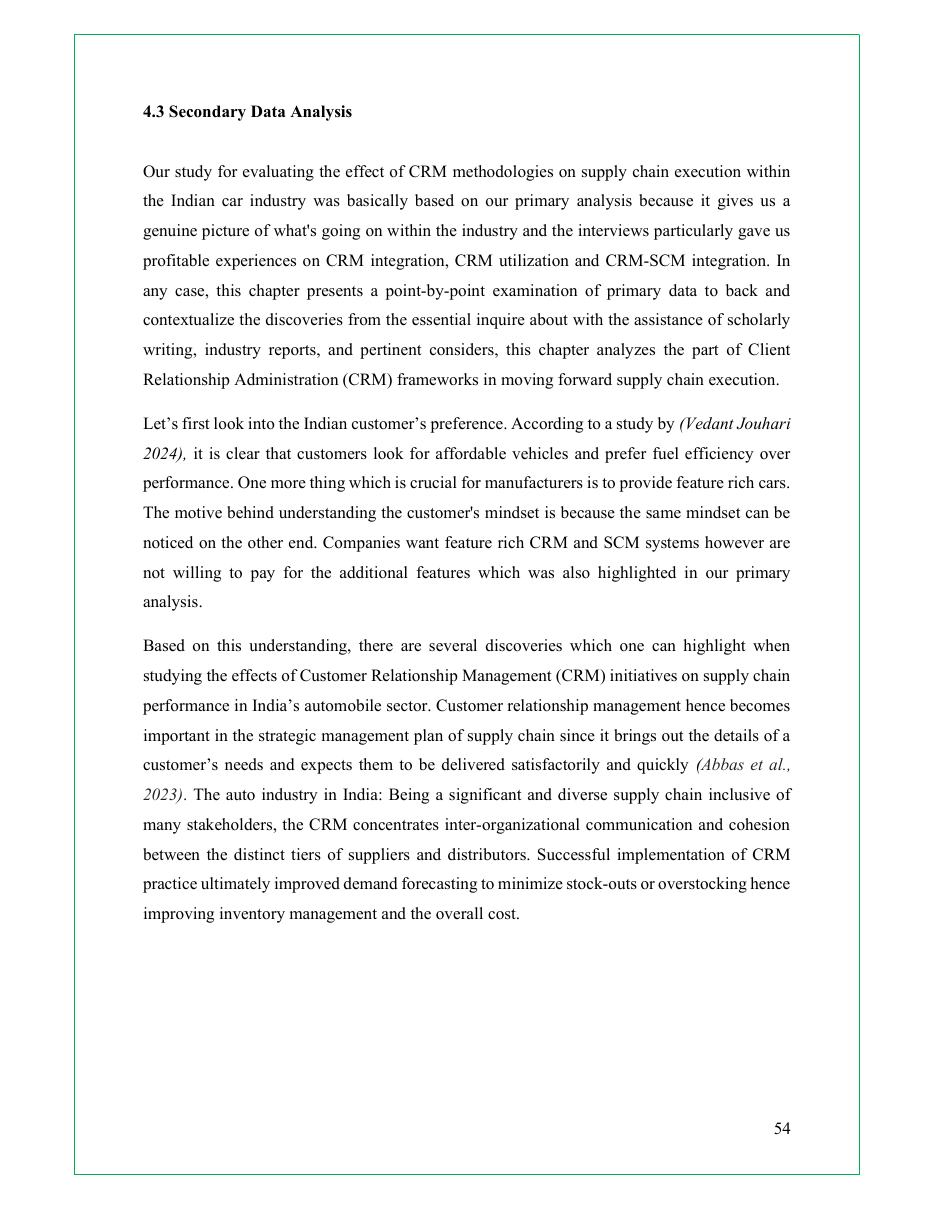 4.3 Secondary Data Analysis
Our study for evaluating the effect of CRM methodologies on supply chain execution within
the Indian car industry was basically based on our primary analysis because it gives us a
genuine picture of what's going on within the industry and the interviews particularly gave us
profitable experiences on CRM integration, CRM utilization and CRM-SCM integration. In
any case, this chapter presents a point-by-point examination of primary data to back and
contextualize the discoveries from the essential inquire about with the assistance of scholarly
writing, industry reports, and pertinent considers, this chapter analyzes the part of Client
Relationship Administration (CRM) frameworks in moving forward supply chain execution.
Let’s first look into the Indian customer’s preference. According to a study by (Vedant Jouhari
2024), it is clear that customers look for affordable vehicles and prefer fuel efficiency over
performance. One more thing which is crucial for manufacturers is to provide feature rich cars.
The motive behind understanding the customer's mindset is because the same mindset can be
noticed on the other end. Companies want feature rich CRM and SCM systems however are
not willing to pay for the additional features which was also highlighted in our primary
analysis.
Based on this understanding, there are several discoveries which one can highlight when
studying the effects of Customer Relationship Management (CRM) initiatives on supply chain
performance in India’s automobile sector. Customer relationship management hence becomes
important in the strategic management plan of supply chain since it brings out the details of a
customer’s needs and expects them to be delivered satisfactorily and quickly (Abbas et al.,
2023). The auto industry in India: Being a significant and diverse supply chain inclusive of
many stakeholders, the CRM concentrates inter-organizational communication and cohesion
between the distinct tiers of suppliers and distributors. Successful implementation of CRM
practice ultimately improved demand forecasting to minimize stock-outs or overstocking hence
improving inventory management and the overall cost.
54